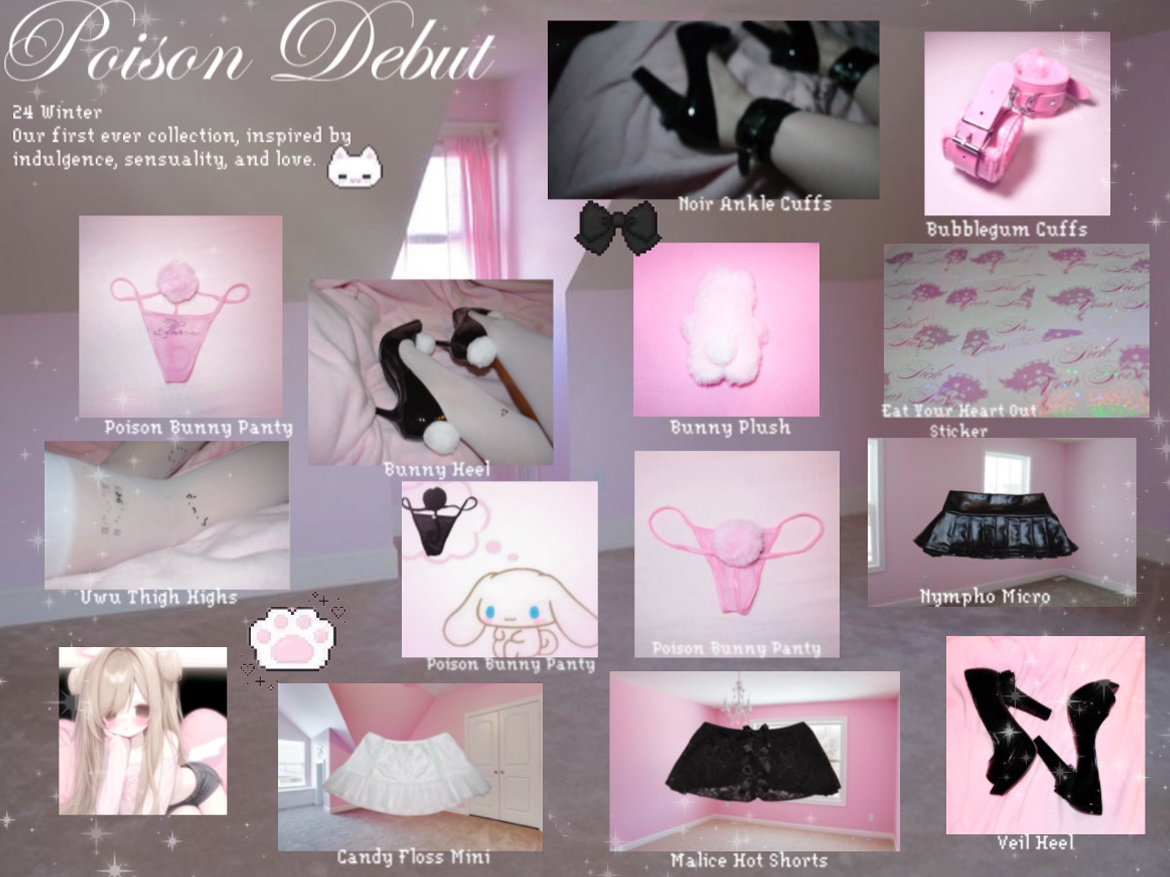 Poison Debut
24 Winter
Our first ever collection, inspired by
indulgence, sensuality, and love.
Noir Ankle Cuffs
Bubblegum Cuffs
Poison Bunny Panty
Bunny Heel
Bunny Plush
Eat Your Heart Out
Sticker
Uwu Thigh Highs
Poison Bunny Panty
Poison Bunny Panty
Nympho Micro
Candy Floss Mini
Malice Hot Shorts
Veil Heel